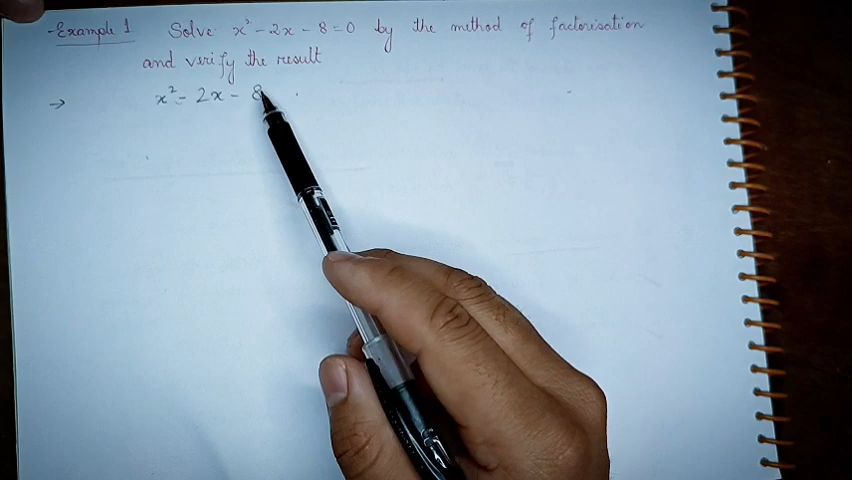 Example 1 Solve x² - 2x - 8 = 0 by the method of factorisation
and verify the result
→ x² - 2x - 8